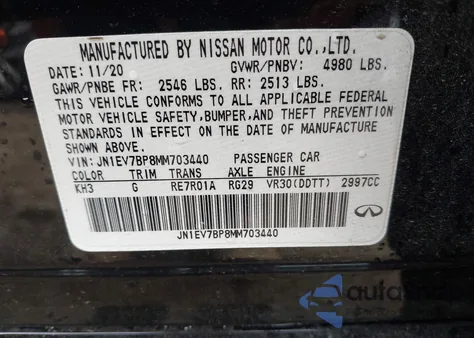 MANUFACTURED BY NISSAN MOTOR CO.,LTD.
DATE: 11/20 GVWR/PNBV: 4980 LBS.
GAWR/PNBE FR: 2546 LBS. RR: 2513 LBS.
THIS VEHICLE CONFORMS TO ALL APPLICABLE FEDERAL
MOTOR VEHICLE SAFETY, BUMPER, AND THEFT PREVENTION
STANDARDS IN EFFECT ON THE DATE OF MANUFACTURE
SHOWN ABOVE.
VIN: JN1EV7BP8MM703440 PASSENGER CAR
COLOR TRIM TRANS AXLE ENGINE
KH3 G RE7R01A RG29 VR30(DDTT) 2997CC
JN1EV7BP8MM703440